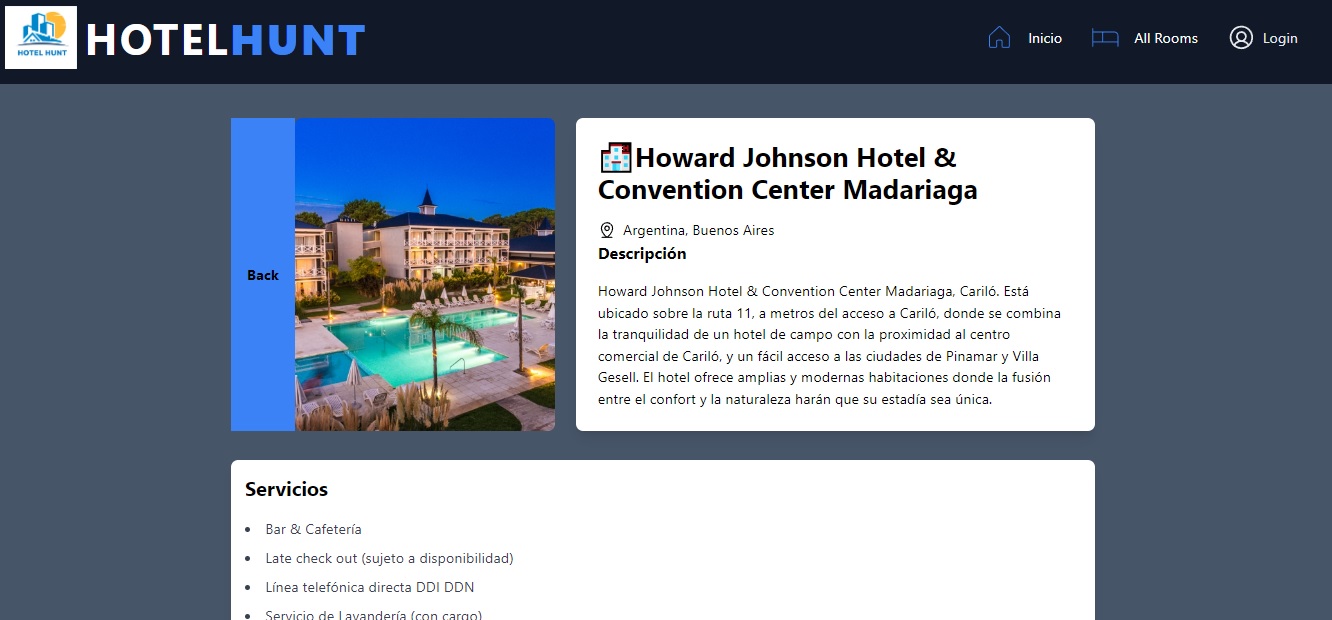 HOTEL HUNT
HOTELHUNT
Inicio
All Rooms
Login
Back
Howard Johnson Hotel &
Convention Center Madariaga
Argentina, Buenos Aires
Descripción
Howard Johnson Hotel & Convention Center Madariaga, Cariló. Está
ubicado sobre la ruta 11, a metros del acceso a Cariló, donde se combina
la tranquilidad de un hotel de campo con la proximidad al centro
comercial de Cariló, y un fácil acceso a las ciudades de Pinamar y Villa
Gesell. El hotel ofrece amplias y modernas habitaciones donde la fusión
entre el confort y la naturaleza harán que su estadía sea única.
Servicios
Bar & Cafetería
Late check out (sujeto a disponibilidad)
Línea telefónica directa DDI DDN
Servicio de Lavandería (con cargo)